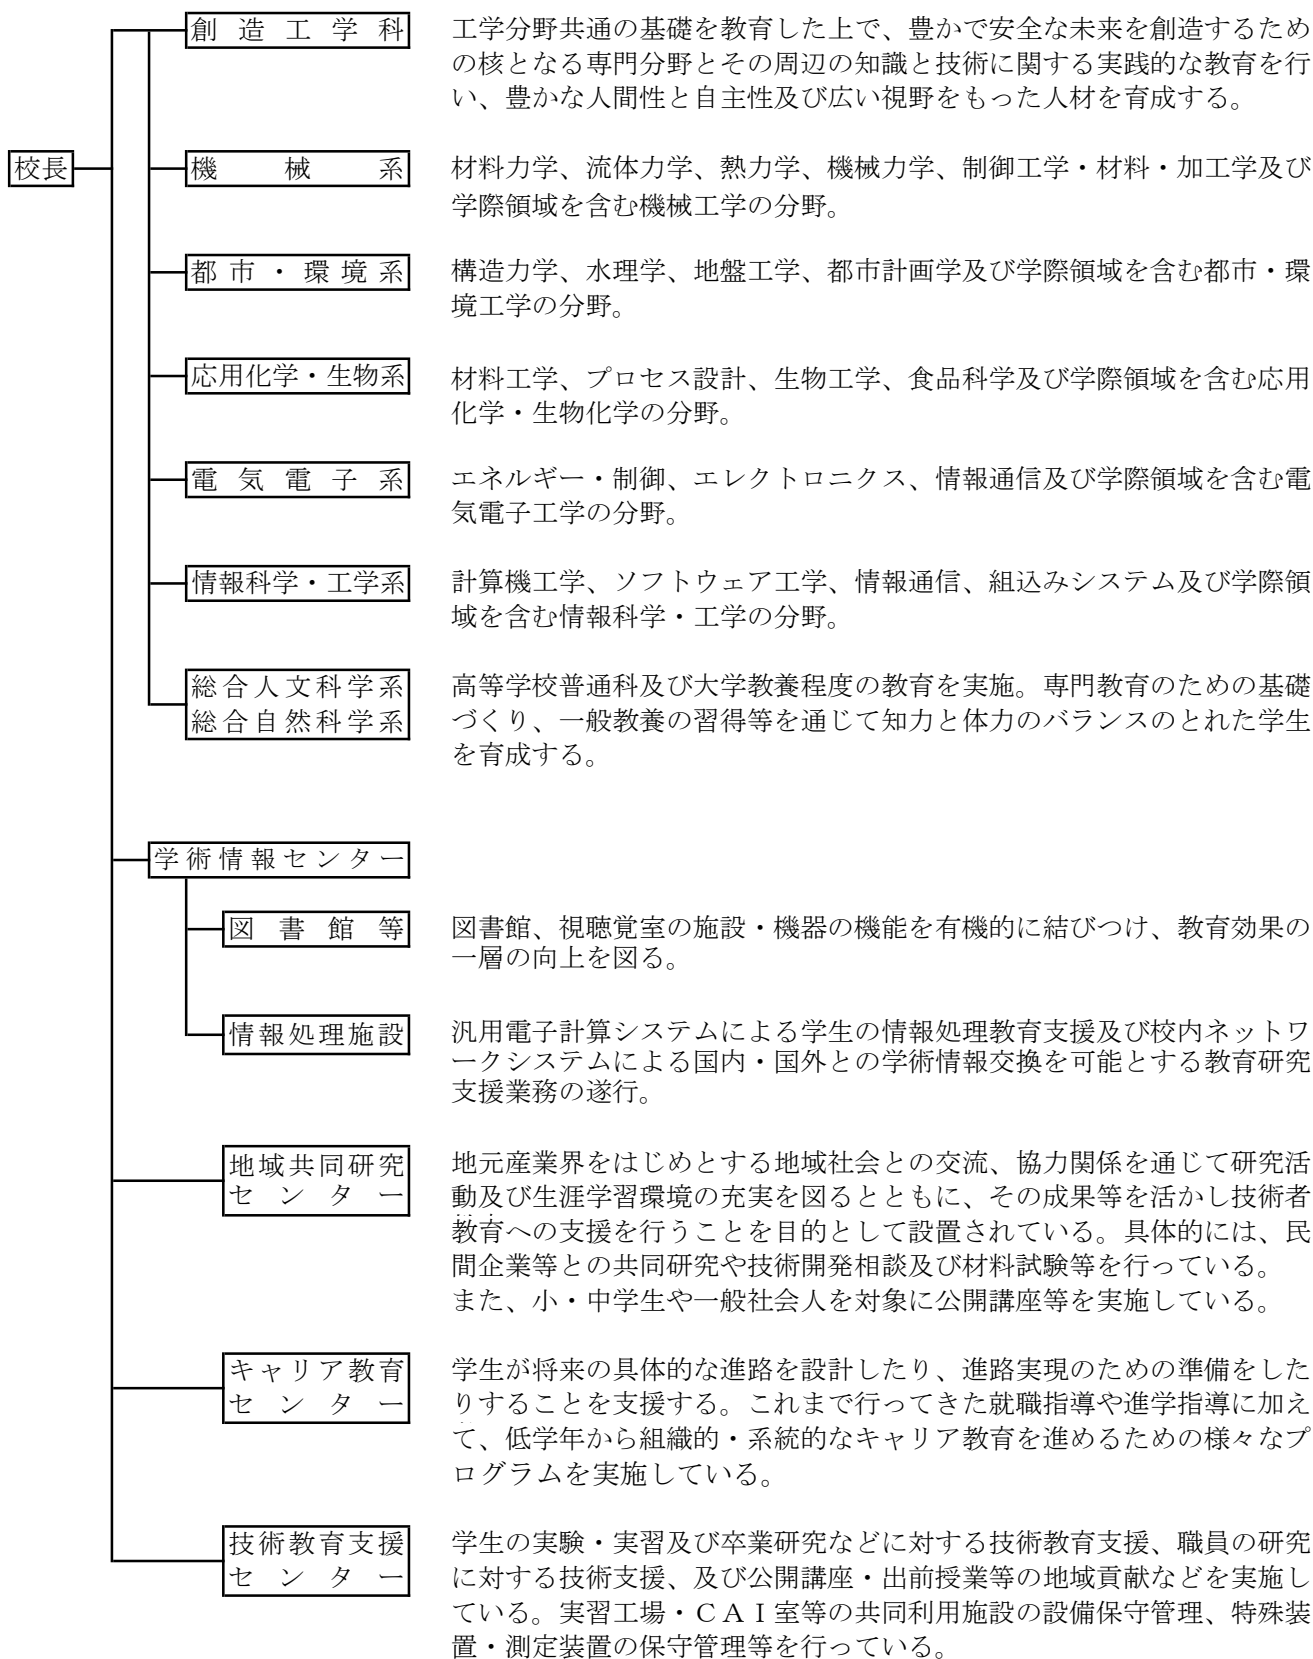 創造工学科
工学分野共通の基礎を教育した上で、豊かで安全な未来を創造するため
の核となる専門分野とその周辺の知識と技術に関する実践的な教育を行
い、豊かな人間性と自主性及び広い視野をもった人材を育成する。
校長
機械系
材料力学、流体力学、熱力学、機械力学、制御工学・材料・加工学及び
学際領域を含む機械工学の分野。
都市・環境系
構造力学、水理学、地盤工学、都市計画学及び学際領域を含む都市・環
境工学の分野。
応用化学・生物系
材料工学、プロセス設計、生物工学、食品科学及び学際領域を含む応用
化学・生物化学の分野。
電気電子系
エネルギー・制御、エレクトロニクス、情報通信及び学際領域を含む電
気電子工学の分野。
情報科学・工学系
計算機工学、ソフトウェア工学、情報通信、組込みシステム及び学際領
域を含む情報科学・工学の分野。
総合人文科学系
総合自然科学系
高等学校普通科及び大学教養程度の教育を実施。専門教育のための基礎
づくり、一般教養の習得等を通じて知力と体力のバランスのとれた学生
を育成する。
学術情報センター
図書館等
図書館、視聴覚室の施設・機器の機能を有機的に結びつけ、教育効果の
一層の向上を図る。
情報処理施設
汎用電子計算システムによる学生の情報処理教育支援及び校内ネットワ
ークシステムによる国内・国外との学術情報交換を可能とする教育研究
支援業務の遂行。
地域共同研究
センター
地元産業界をはじめとする地域社会との交流、協力関係を通じて研究活
動及び生涯学習環境の充実を図るとともに、その成果等を活かし技術者
教育への支援を行うことを目的として設置されている。具体的には、民
間企業等との共同研究や技術開発相談及び材料試験等を行っている。
また、小・中学生や一般社会人を対象に公開講座等を実施している。
キャリア教育
センター
学生が将来の具体的な進路を設計したり、進路実現のための準備をした
りすることを支援する。これまで行ってきた就職指導や進学指導に加え
て、低学年から組織的・系統的なキャリア教育を進めるための様々なプ
ログラムを実施している。
技術教育支援
センター
学生の実験・実習及び卒業研究などに対する技術教育支援、職員の研究
に対する技術支援、及び公開講座・出前授業等の地域貢献などを実施し
ている。実習工場・ＣＡＩ室等の共同利用施設の設備保守管理、特殊装
置・測定装置の保守管理等を行っている。